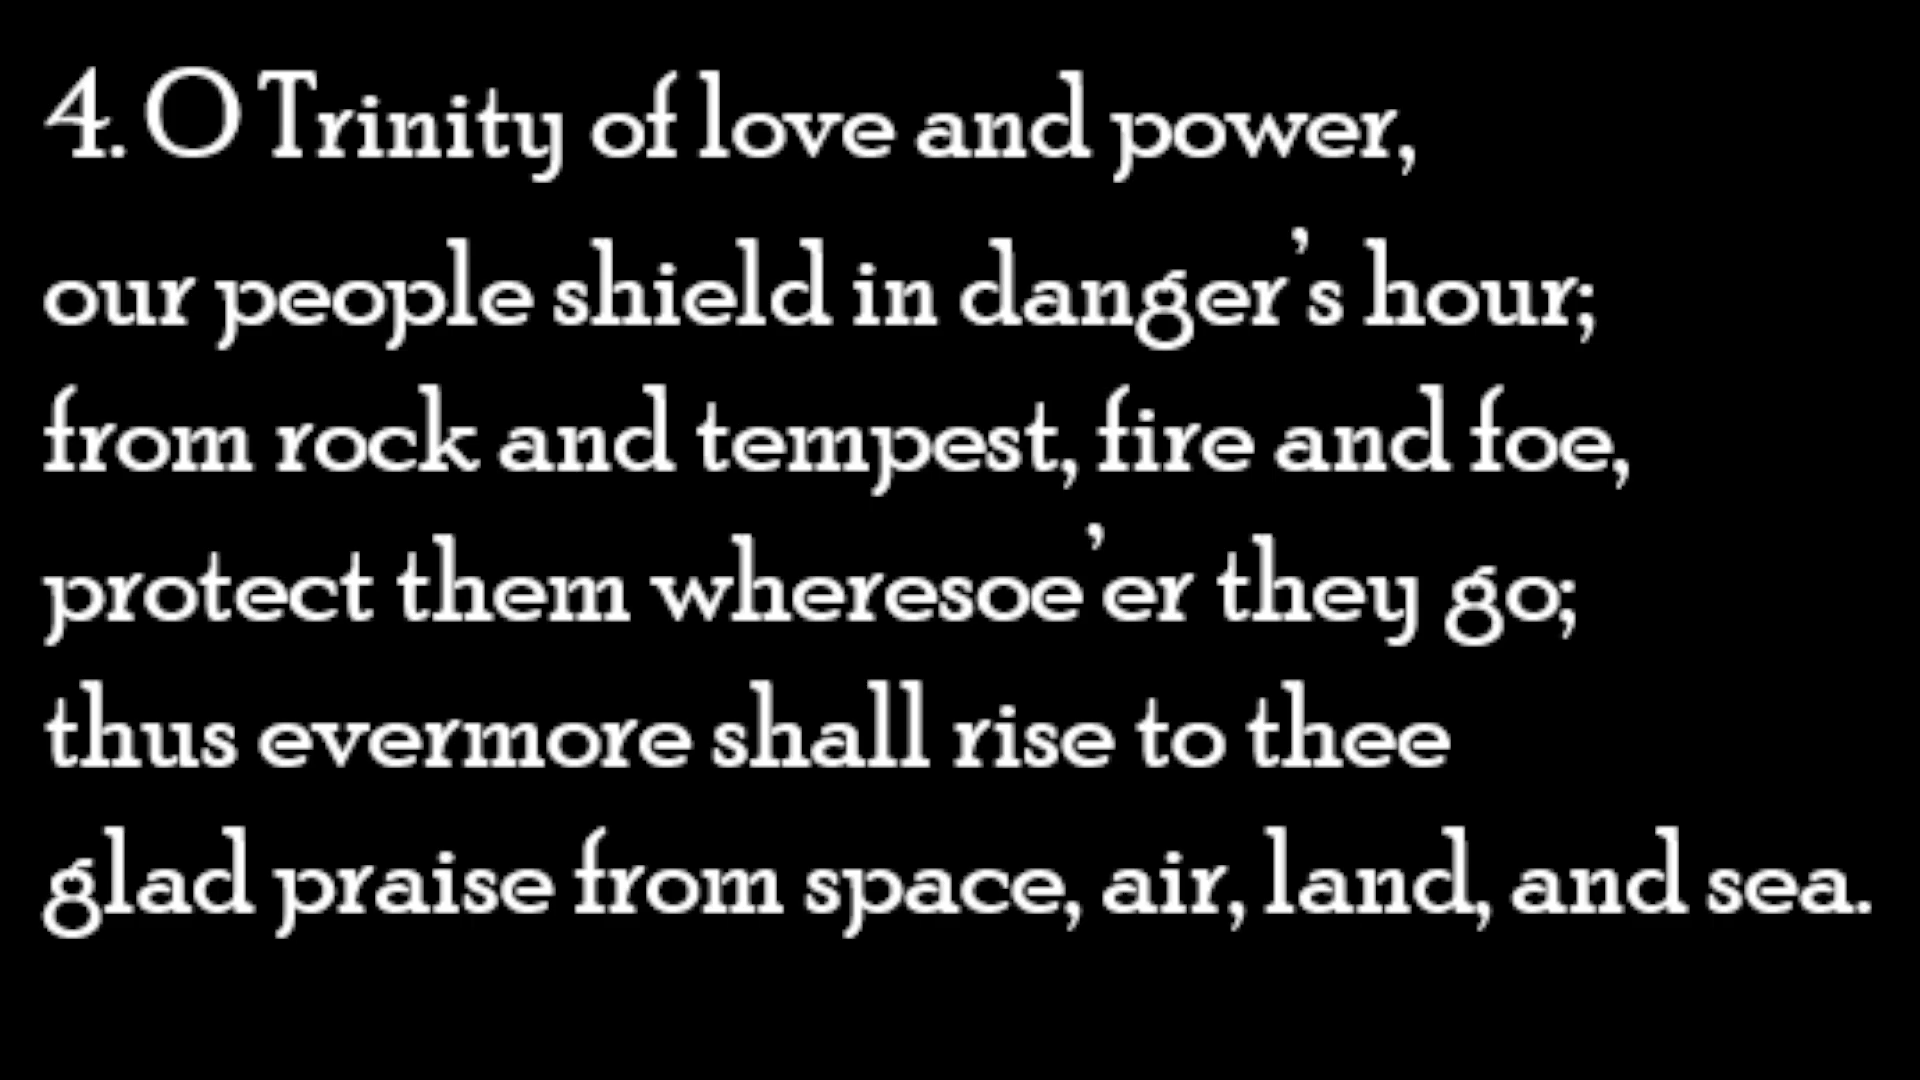 4. O Trinity of love and power,
our people shield in danger’s hour;
from rock and tempest, fire and foe,
protect them wheresoe’er they go;
thus evermore shall rise to thee
glad praise from space, air, land, and sea.